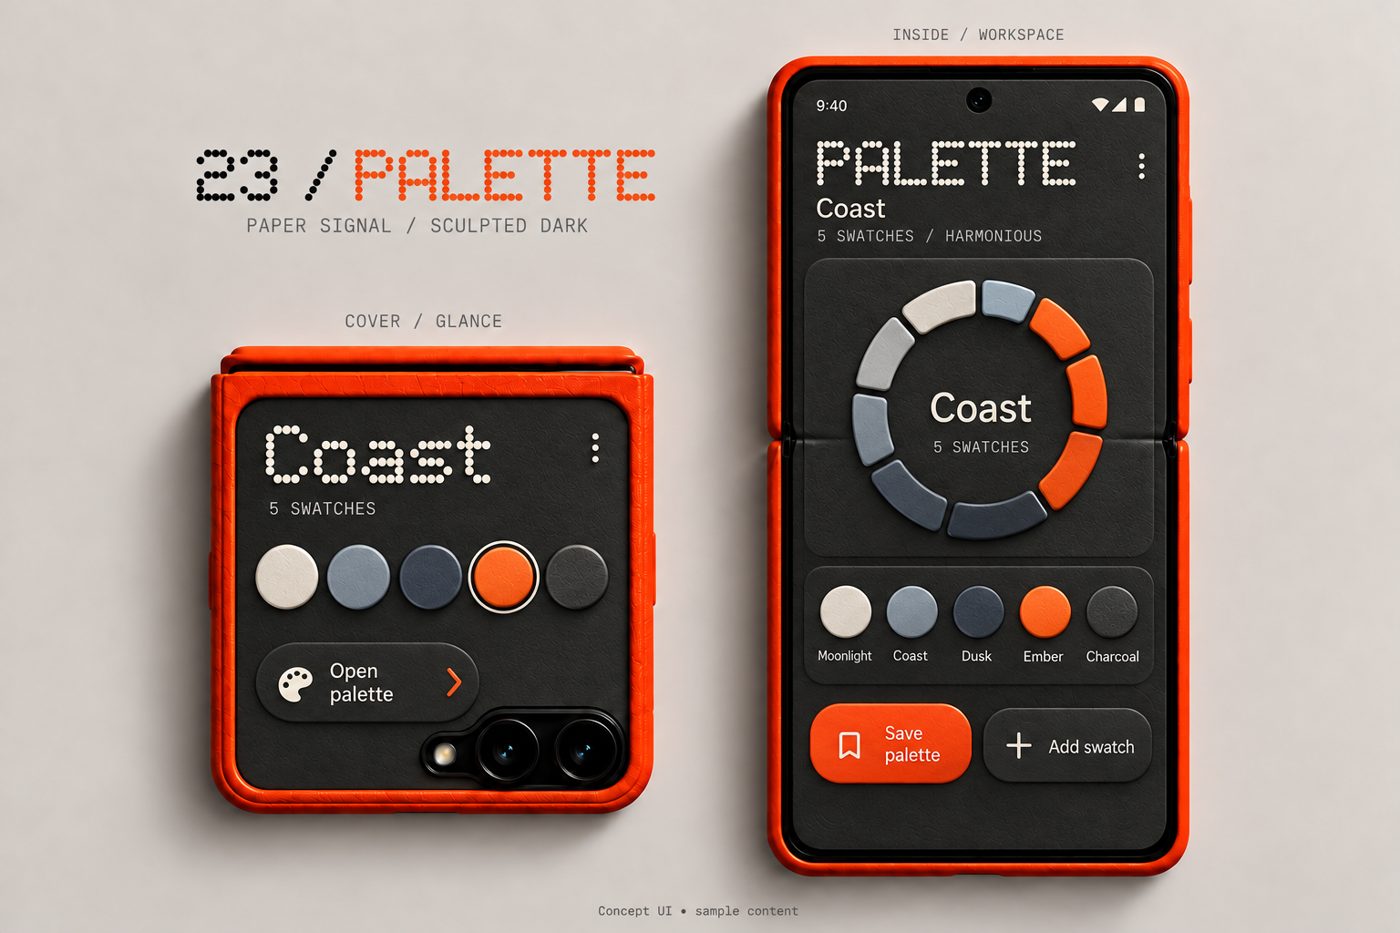 INSIDE / WORKSPACE
23 / PALETTE
PAPER SIGNAL / SCULPTED DARK
COVER / GLANCE
Coast
5 SWATCHES
Open
palette
9:40
PALETTE
Coast
5 SWATCHES / HARMONIOUS
Coast
5 SWATCHES
Moonlight Coast Dusk Ember Charcoal
Save
palette
Add swatch
Concept UI • sample content